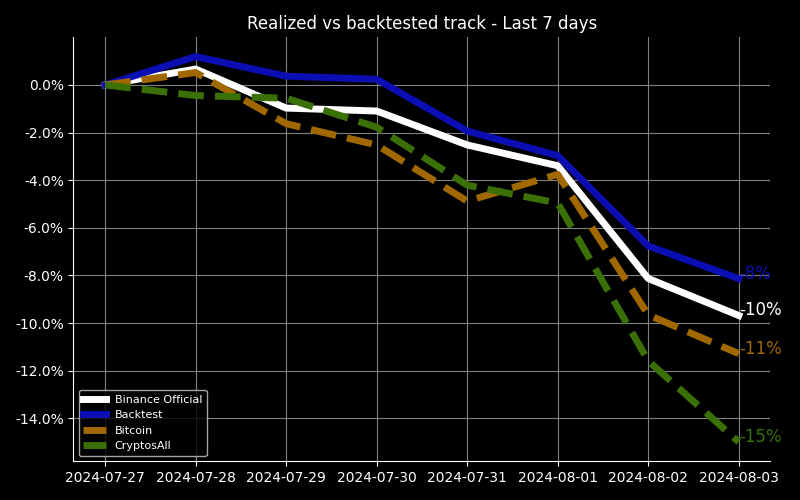 Realized vs backtested track - Last 7 days
0.0%
-2.0%
-4.0%
-6.0%
-8.0%
-10.0%
-12.0%
-14.0%
-8%
-10%
-11%
-15%
Binance Official
Backtest
Bitcoin
CryptosAll
2024-07-27 2024-07-28 2024-07-29 2024-07-30 2024-07-31 2024-08-01 2024-08-02 2024-08-03